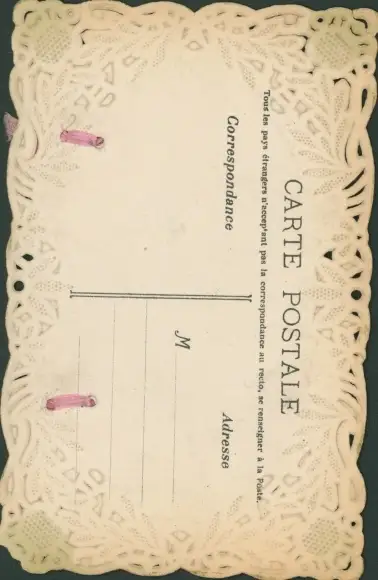 CARTE POSTALE
Tous les pays étrangers n'acceptant pas la correspondance au recto, se renseigner à la Poste.
Correspondance
Adresse
M